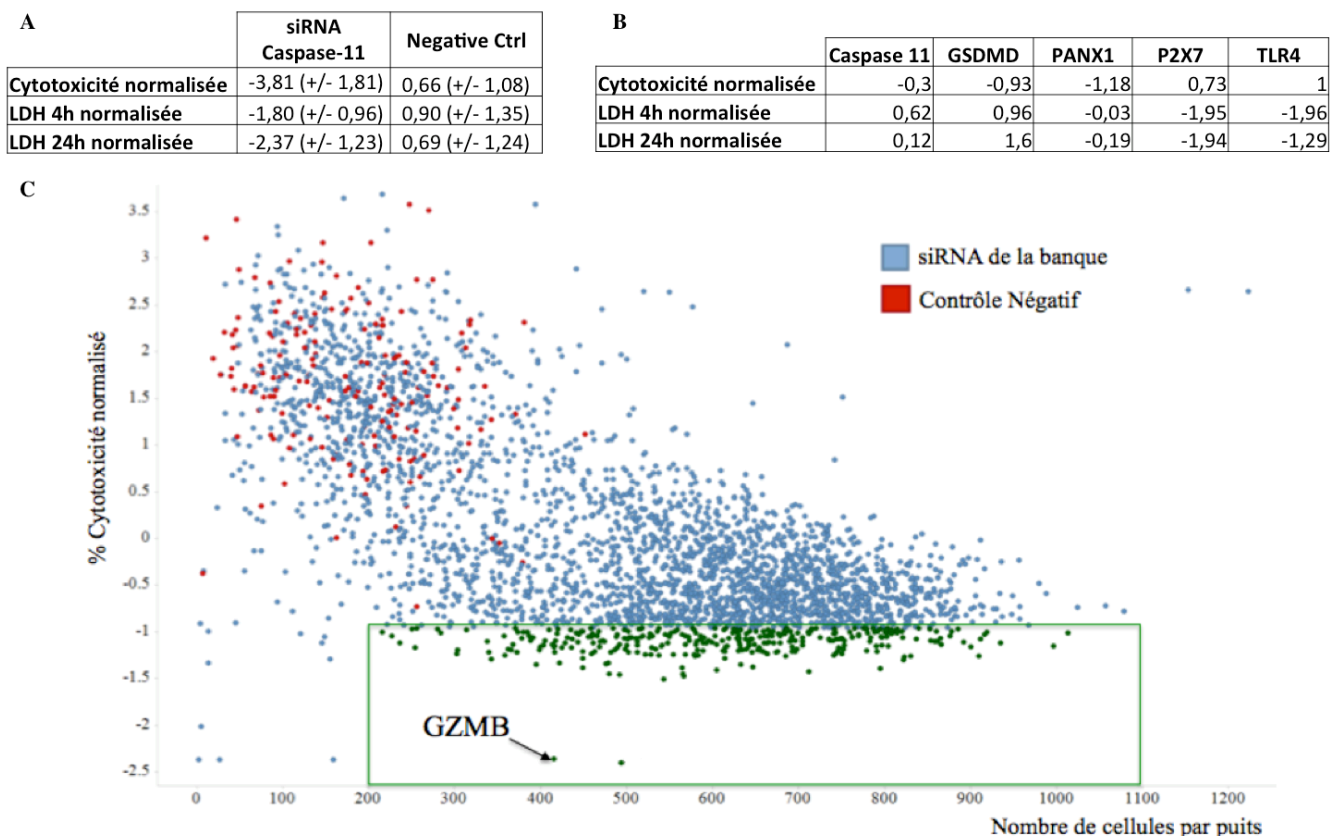 A
siRNA Caspase-11 Negative Ctrl
Cytotoxicité normalisée -3,81 (+/- 1,81) 0,66 (+/- 1,08)
LDH 4h normalisée -1,80 (+/- 0,96) 0,90 (+/- 1,35)
LDH 24h normalisée -2,37 (+/- 1,23) 0,69 (+/- 1,24)
B
Caspase 11 GSDMD PANX1 P2X7 TLR4
Cytotoxicité normalisée -0,3 -0,93 -1,18 0,73 1
LDH 4h normalisée 0,62 0,96 -0,03 -1,95 -1,96
LDH 24h normalisée 0,12 1,6 -0,19 -1,94 -1,29
C
% Cytotoxicité normalisé
3.5
3
2.5
2
1.5
1
0.5
0
-0.5
-1
-1.5
-2
-2.5
siRNA de la banque
Contrôle Négatif
GZMB
0 100 200 300 400 500 600 700 800 900 1000 1100 1200
Nombre de cellules par puits